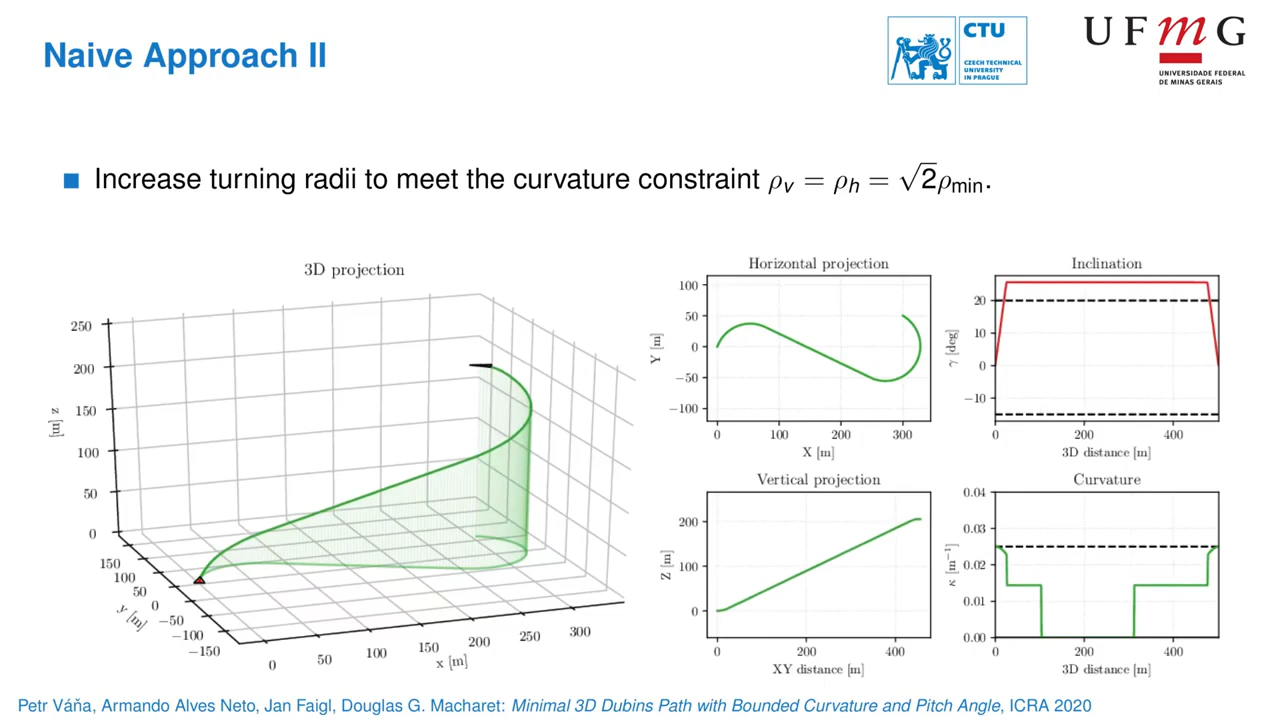 Naive Approach II
CTU
CZECH TECHNICAL
UNIVERSITY
IN PRAGUE
UFmG
UNIVERSIDADE FEDERAL
DE MINAS GERAIS
■ Increase turning radii to meet the curvature constraint ρv = ρh = √2ρmin.
3D projection
250
200
150
100
50
0
z [m]
150
100
50
0
−50
−100
−150
y [m]
0
50
100
150
200
250
300
x [m]
Horizontal projection
100
50
0
−50
−100
Y [m]
0 100 200 300
X [m]
Inclination
20
10
0
−10
γ [deg]
0 200 400
3D distance [m]
Vertical projection
200
100
0
Z [m]
0 200 400
XY distance [m]
Curvature
0.04
0.03
0.02
0.01
0.00
κ [m⁻¹]
0 200 400
3D distance [m]
Petr Váňa, Armando Alves Neto, Jan Faigl, Douglas G. Macharet: Minimal 3D Dubins Path with Bounded Curvature and Pitch Angle, ICRA 2020